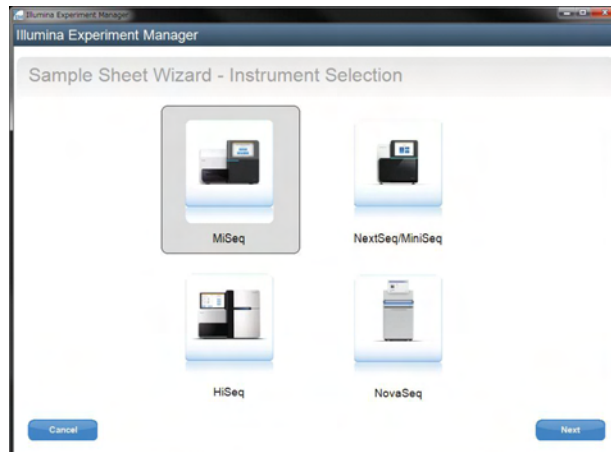 Illumina Experiment Manager
Illumina Experiment Manager
Sample Sheet Wizard - Instrument Selection
MiSeq
NextSeq/MiniSeq
HiSeq
NovaSeq
Cancel
Next